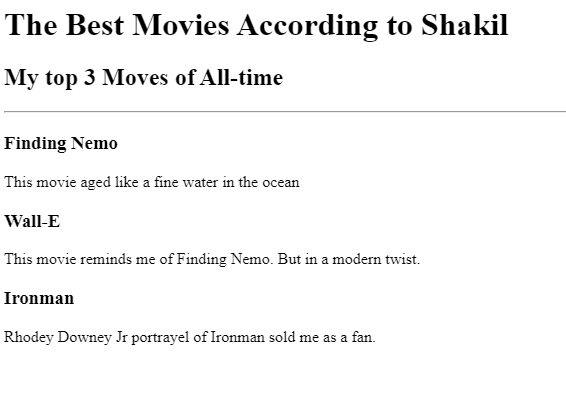 The Best Movies According to Shakil
My top 3 Moves of All-time
Finding Nemo
This movie aged like a fine water in the ocean
Wall-E
This movie reminds me of Finding Nemo. But in a modern twist.
Ironman
Rhodey Downey Jr portrayel of Ironman sold me as a fan.